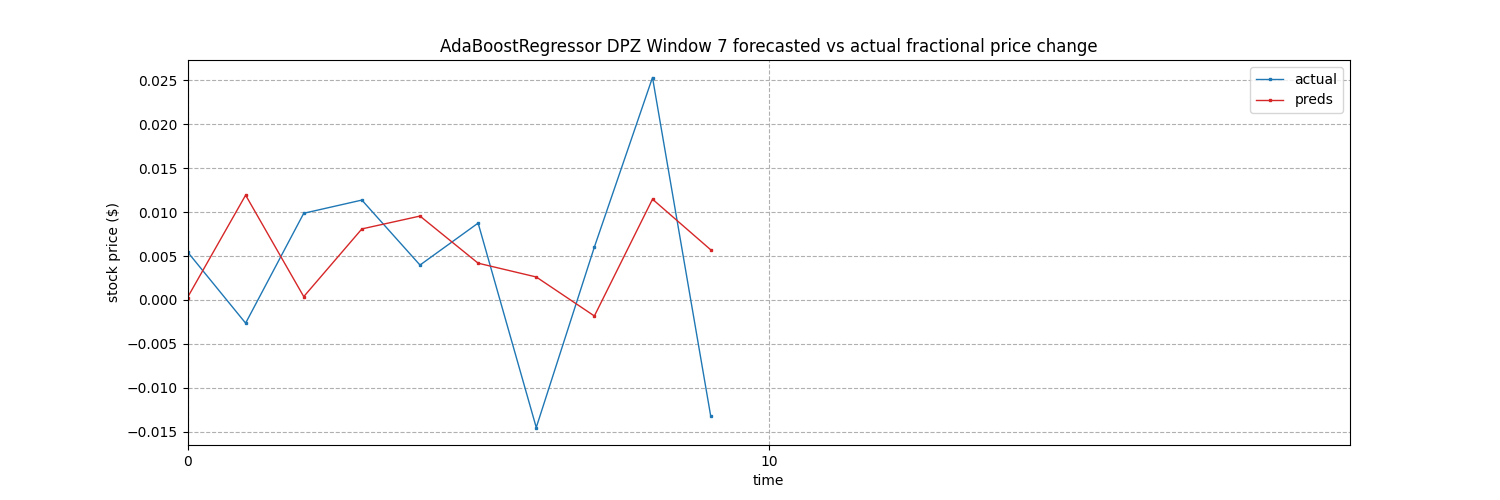 AdaBoostRegressor DPZ Window 7 forecasted vs actual fractional price change
actual
preds
0.025
0.020
0.015
0.010
0.005
0.000
−0.005
−0.010
−0.015
stock price ($)
0
10
time